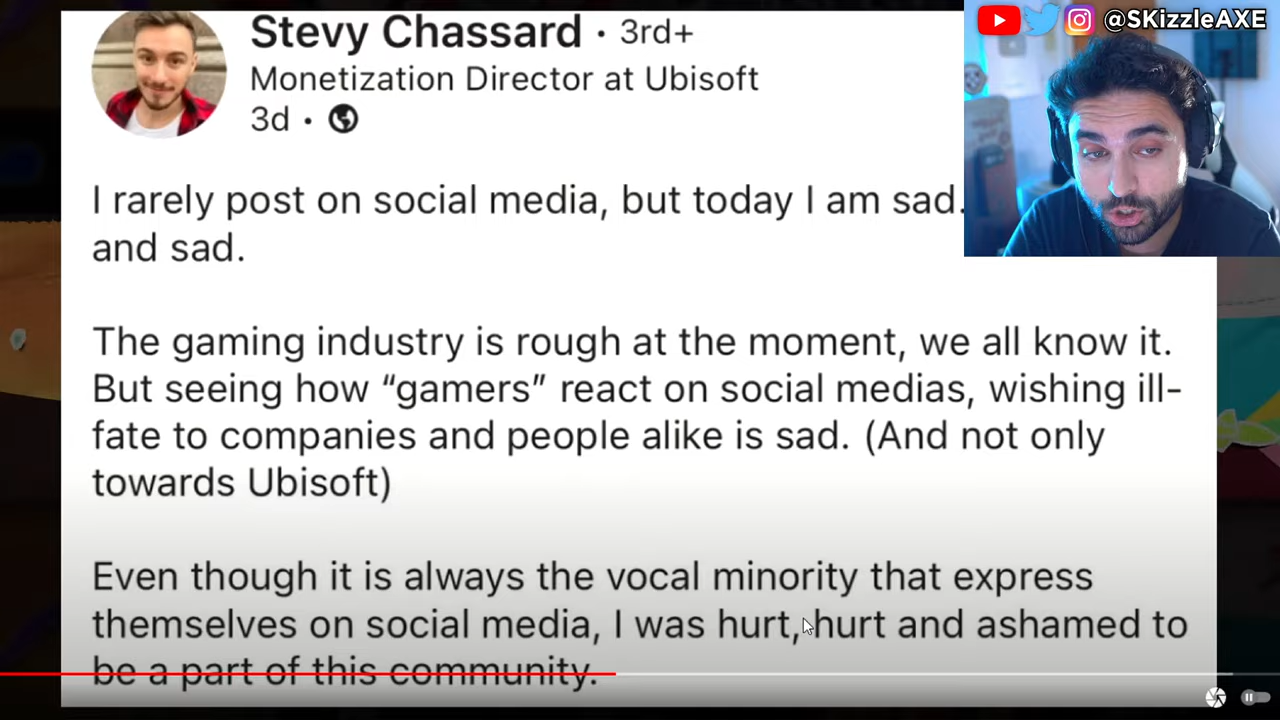 Stevy Chassard • 3rd+
@SKizzleAXE
Monetization Director at Ubisoft
3d •
I rarely post on social media, but today I am sad.
and sad.
The gaming industry is rough at the moment, we all know it.
But seeing how “gamers” react on social medias, wishing ill-
fate to companies and people alike is sad. (And not only
towards Ubisoft)
Even though it is always the vocal minority that express
themselves on social media, I was hurt, hurt and ashamed to
be a part of this community.